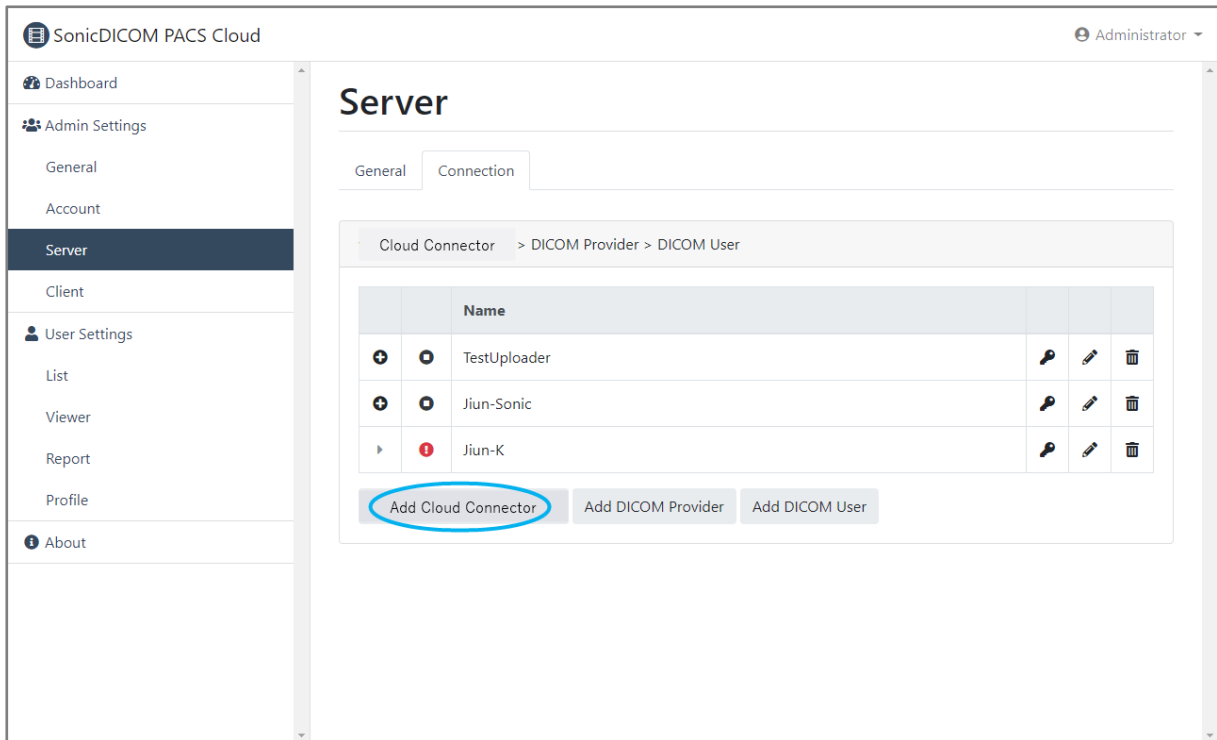 SonicDICOM PACS Cloud
Administrator
Dashboard
Admin Settings
General
Account
Server
Client
User Settings
List
Viewer
Report
Profile
About
Server
General
Connection
Cloud Connector > DICOM Provider > DICOM User
Name
TestUploader
Jiun-Sonic
Jiun-K
Add Cloud Connector
Add DICOM Provider
Add DICOM User